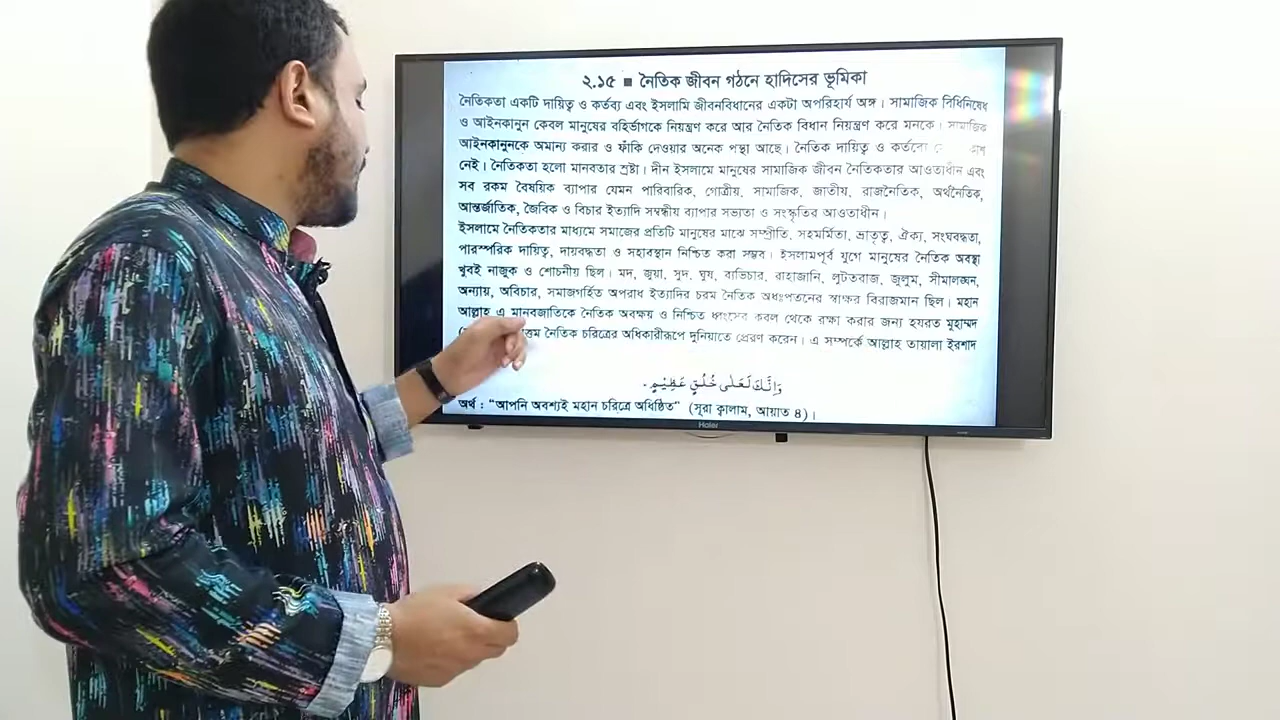 ২.১৫ ■ নৈতিক জীবন গঠনে হাদিসের ভূমিকা
নৈতিকতা একটি দায়িত্ব ও কর্তব্য এবং ইসলামি জীবনবিধানের একটা অপরিহার্য অঙ্গ। সামাজিক বিধিনিষেধ
ও আইনকানুন কেবল মানুষের বহির্ভাগকে নিয়ন্ত্রণ করে আর নৈতিক বিধান নিয়ন্ত্রণ করে মনকে। সামাজিক
আইনকানুনকে অমান্য করার ও ফাঁকি দেওয়ার অনেক পন্থা আছে। নৈতিক দায়িত্ব ও কর্তব্যে
নেই। নৈতিকতা হলো মানবতার স্রষ্টা। দীন ইসলামে মানুষের সামাজিক জীবন নৈতিকতার আওতাধীন এবং
সব রকম বৈষয়িক ব্যাপার যেমন পারিবারিক, গোত্রীয়, সামাজিক, জাতীয়, রাজনৈতিক, অর্থনৈতিক,
আন্তর্জাতিক, জৈবিক ও বিচার ইত্যাদি সম্বন্ধীয় ব্যাপার সভ্যতা ও সংস্কৃতির আওতাধীন।
ইসলামে নৈতিকতার মাধ্যমে সমাজের প্রতিটি মানুষের মাঝে সম্প্রীতি, সহমর্মিতা, ভ্রাতৃত্ব, ঐক্য, সংঘবদ্ধতা,
পারস্পরিক দায়িত্ব, দায়বদ্ধতা ও সহাবস্থান নিশ্চিত করা সম্ভব। ইসলামপূর্ব যুগে মানুষের নৈতিক অবস্থা
খুবই নাজুক ও শোচনীয় ছিল। মদ, জুয়া, সুদ, ঘুষ, ব্যভিচার, রাহাজানি, লুটতরাজ, জুলুম, সীমালঙ্ঘন,
অন্যায়, অবিচার, সমাজগর্হিত অপরাধ ইত্যাদির চরম নৈতিক অধঃপতনের স্বাক্ষর বিরাজমান ছিল। মহান
আল্লাহ এ মানবজাতিকে নৈতিক অবক্ষয় ও নিশ্চিত ধ্বংসের কবল থেকে রক্ষা করার জন্য হযরত মুহাম্মদ
নৈতিক চরিত্রের অধিকারীরূপে দুনিয়াতে প্রেরণ করেন। এ সম্পর্কে আল্লাহ তায়ালা ইরশাদ
وَإِنَّكَ لَعَلٰى خُلُقٍ عَظِيْمٍ.
অর্থ : “আপনি অবশ্যই মহান চরিত্রে অধিষ্ঠিত” (সূরা ক্বালাম, আয়াত ৪)।
Haier